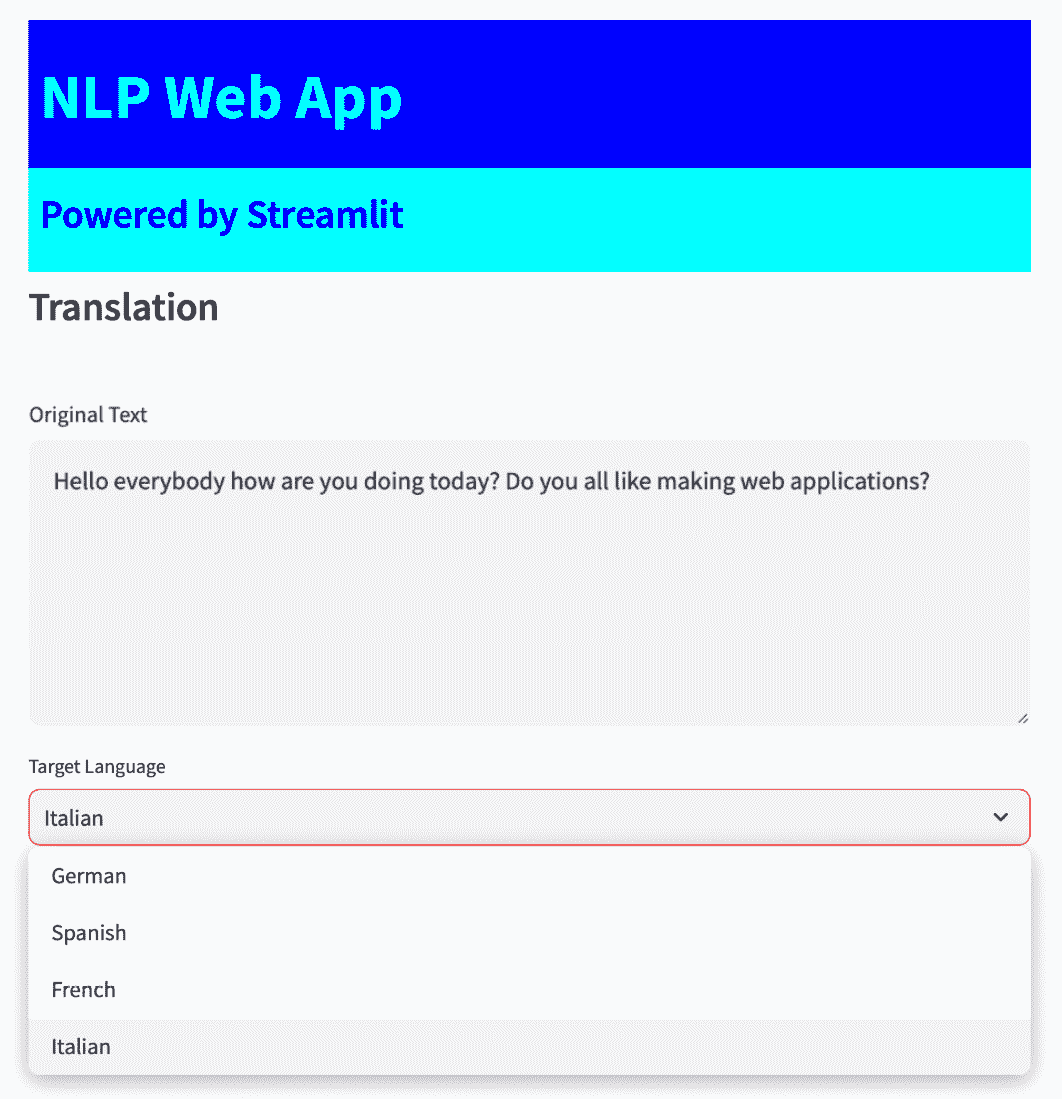 NLP Web App
Powered by Streamlit
Translation
Original Text
Hello everybody how are you doing today? Do you all like making web applications?
Target Language
Italian
German
Spanish
French
Italian